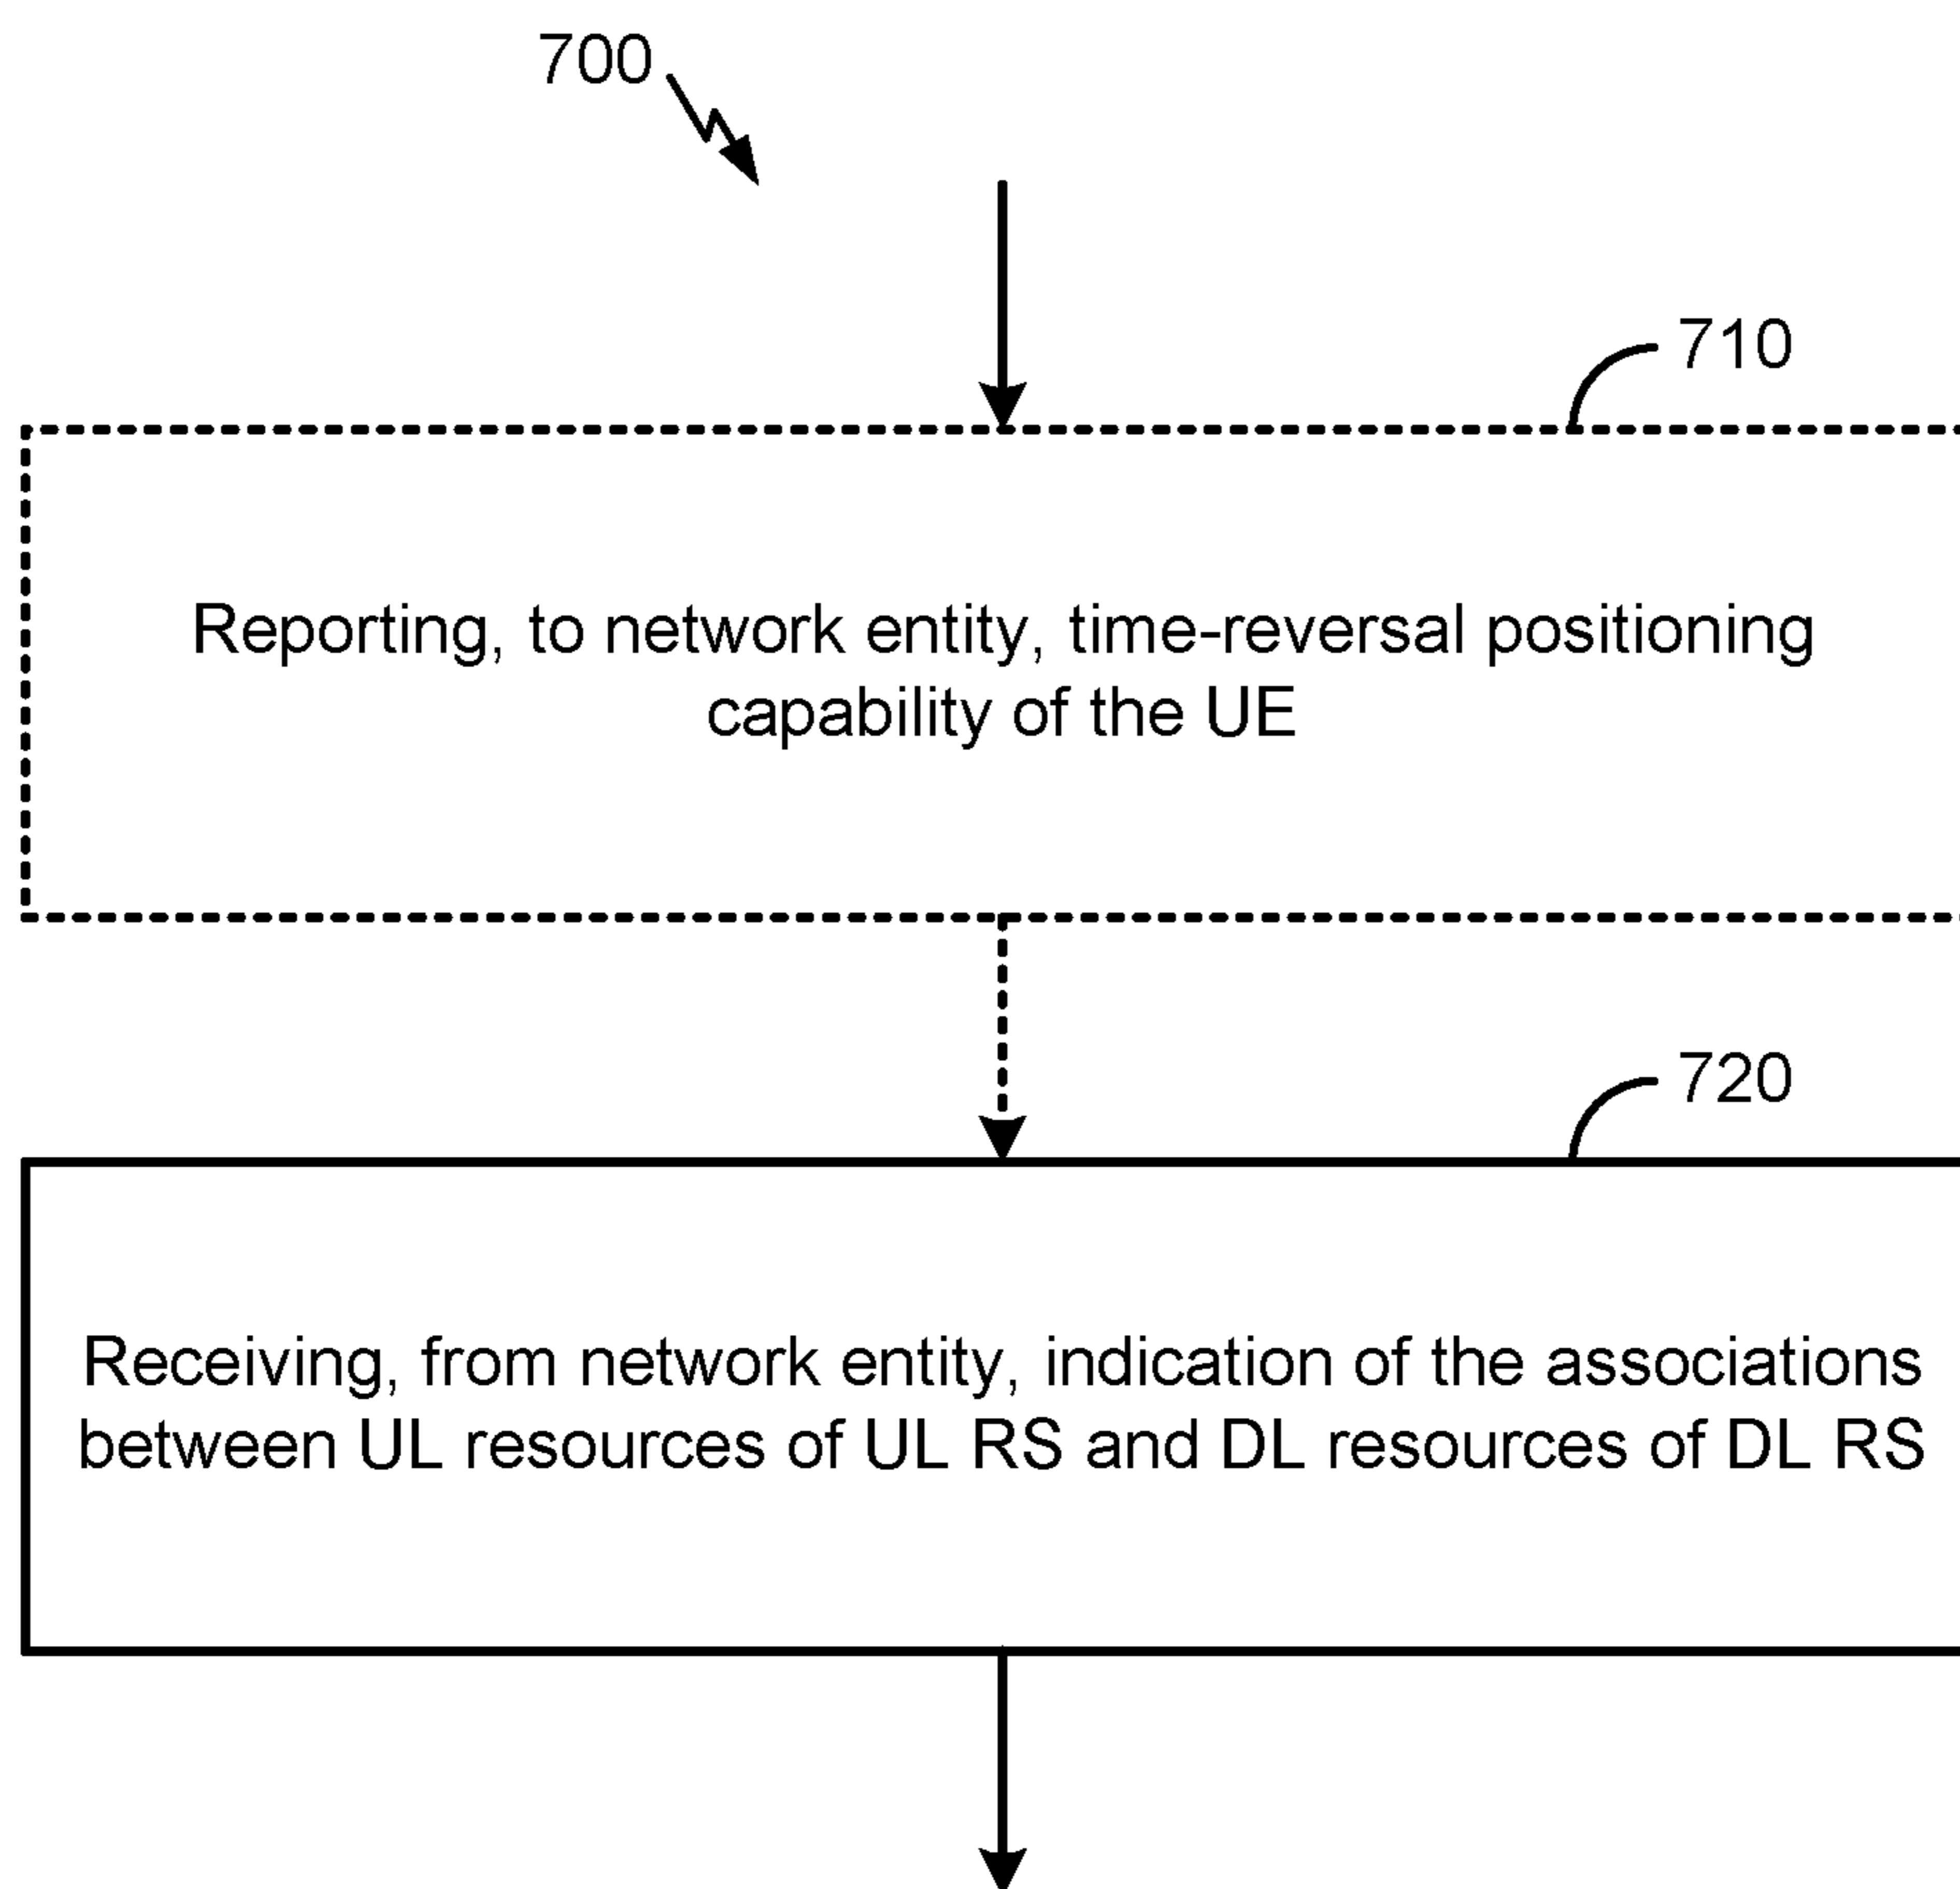 700
710
Reporting, to network entity, time-reversal positioning
capability of the UE
720
Receiving, from network entity, indication of the associations
between UL resources of UL RS and DL resources of DL RS